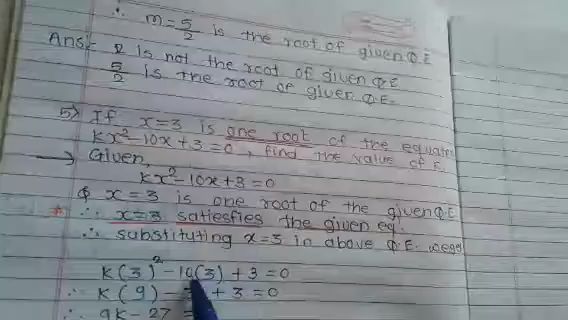 ∴ m = 5/2 is the root of given Q.E
Ans:- 2 is not the root of given Q.E
5/2 is the root of given Q.E.
5) If x=3 is one root of the
kx²-10x+3=0, find the value of k
→ Given,
kx²-10x+3=0
& x=3 is one root of the given Q.E
* ∴ x=3 satiesfies the given eq.
∴ substituting x=3 in above Q.E. we
k(3)²-10(3)+3=0
∴ k(9) - + 3=0
∴ 9k-27 =